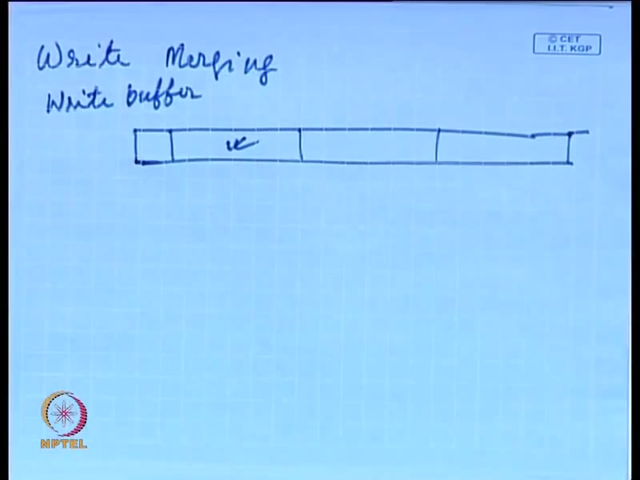 Write Merging
Write buffer
© CET
I.I.T. KGP
NPTEL